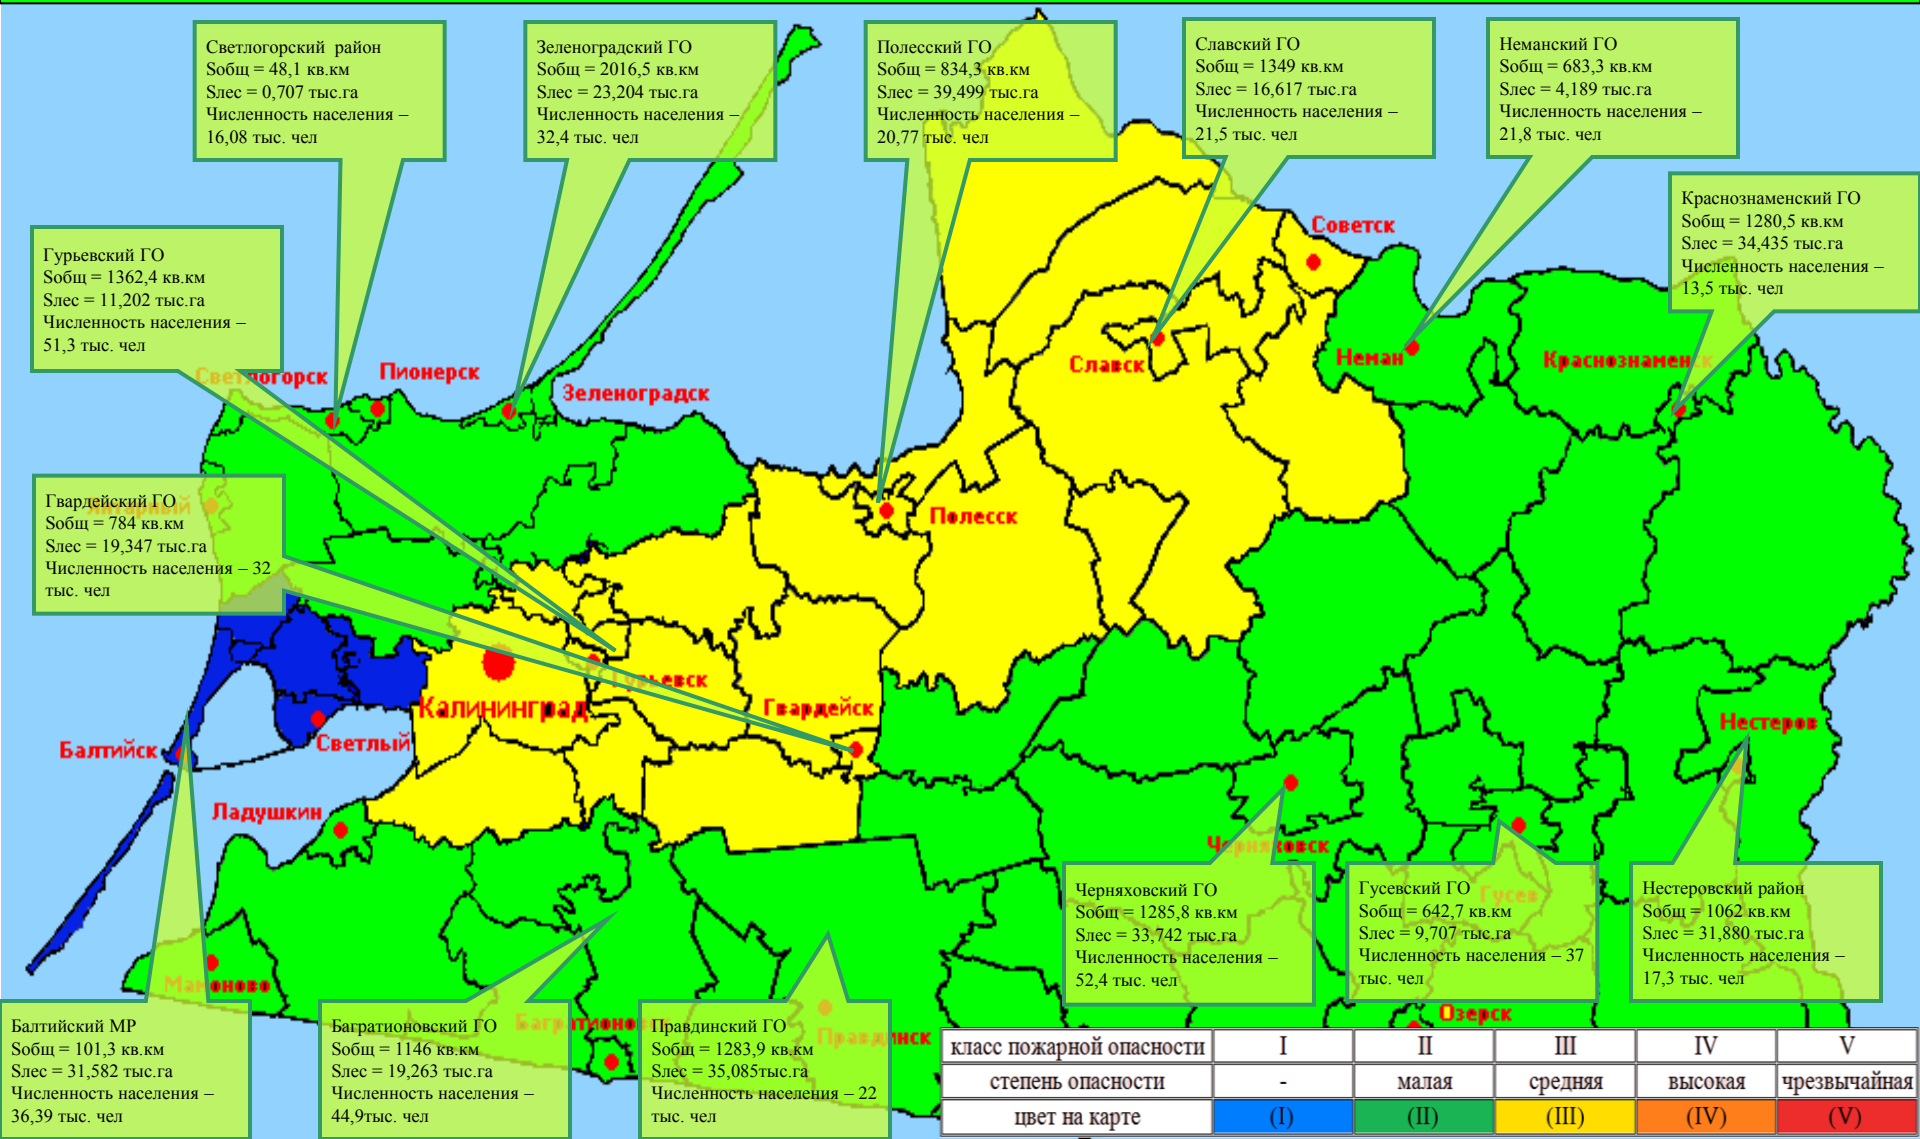 Светлогорский район
Sобщ = 48,1 кв.км
Sлес = 0,707 тыс.га
Численность населения –
16,08 тыс. чел
Зеленоградский ГО
Sобщ = 2016,5 кв.км
Sлес = 23,204 тыс.га
Численность населения –
32,4 тыс. чел
Полесский ГО
Sобщ = 834,3 кв.км
Sлес = 39,499 тыс.га
Численность населения –
20,77 тыс. чел
Славский ГО
Sобщ = 1349 кв.км
Sлес = 16,617 тыс.га
Численность населения –
21,5 тыс. чел
Неманский ГО
Sобщ = 683,3 кв.км
Sлес = 4,189 тыс.га
Численность населения –
21,8 тыс. чел
Краснознаменский ГО
Sобщ = 1280,5 кв.км
Sлес = 34,435 тыс.га
Численность населения –
13,5 тыс. чел
Гурьевский ГО
Sобщ = 1362,4 кв.км
Sлес = 11,202 тыс.га
Численность населения –
51,3 тыс. чел
Советск
Светлогорск
Пионерск
Зеленоградск
Славск
Неман
Краснознаменск
Гвардейский ГО
Sобщ = 784 кв.км
Sлес = 19,347 тыс.га
Численность населения – 32
тыс. чел
Янтарный
Полесск
Гурьевск
Калининград
Гвардейск
Нестеров
Балтийск
Светлый
Ладушкин
Черняховск
Гусев
Мамоново
Багратионовск
Правдинск
Озерск
Черняховский ГО
Sобщ = 1285,8 кв.км
Sлес = 33,742 тыс.га
Численность населения –
52,4 тыс. чел
Гусевский ГО
Sобщ = 642,7 кв.км
Sлес = 9,707 тыс.га
Численность населения – 37
тыс. чел
Нестеровский район
Sобщ = 1062 кв.км
Sлес = 31,880 тыс.га
Численность населения –
17,3 тыс. чел
Балтийский МР
Sобщ = 101,3 кв.км
Sлес = 31,582 тыс.га
Численность населения –
36,39 тыс. чел
Багратионовский ГО
Sобщ = 1146 кв.км
Sлес = 19,263 тыс.га
Численность населения –
44,9тыс. чел
Правдинский ГО
Sобщ = 1283,9 кв.км
Sлес = 35,085тыс.га
Численность населения – 22
тыс. чел
класс пожарной опасности I II III IV V
степень опасности - малая средняя высокая чрезвычайная
цвет на карте (I) (II) (III) (IV) (V)